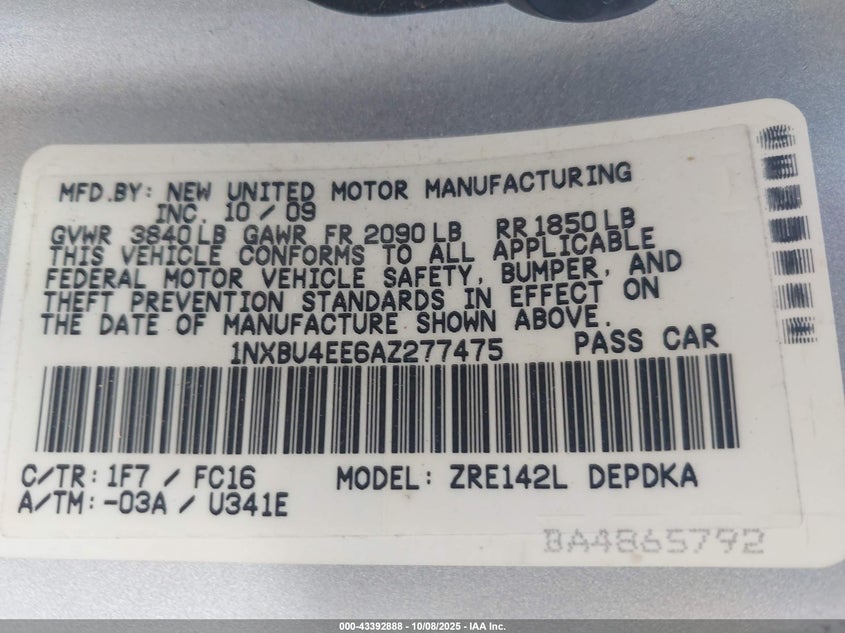 MFD.BY: NEW UNITED MOTOR MANUFACTURING
INC. 10 / 09
GVWR 3840 LB GAWR FR 2090 LB RR 1850 LB
THIS VEHICLE CONFORMS TO ALL APPLICABLE
FEDERAL MOTOR VEHICLE SAFETY, BUMPER, AND
THEFT PREVENTION STANDARDS IN EFFECT ON
THE DATE OF MANUFACTURE SHOWN ABOVE.
1NXBU4EE6AZ277475 PASS CAR
C/TR: 1F7 / FC16 MODEL: ZRE142L DEPDKA
A/TM: -03A / U341E
BA4865792
000-43392888 - 10/08/2025 - IAA Inc.